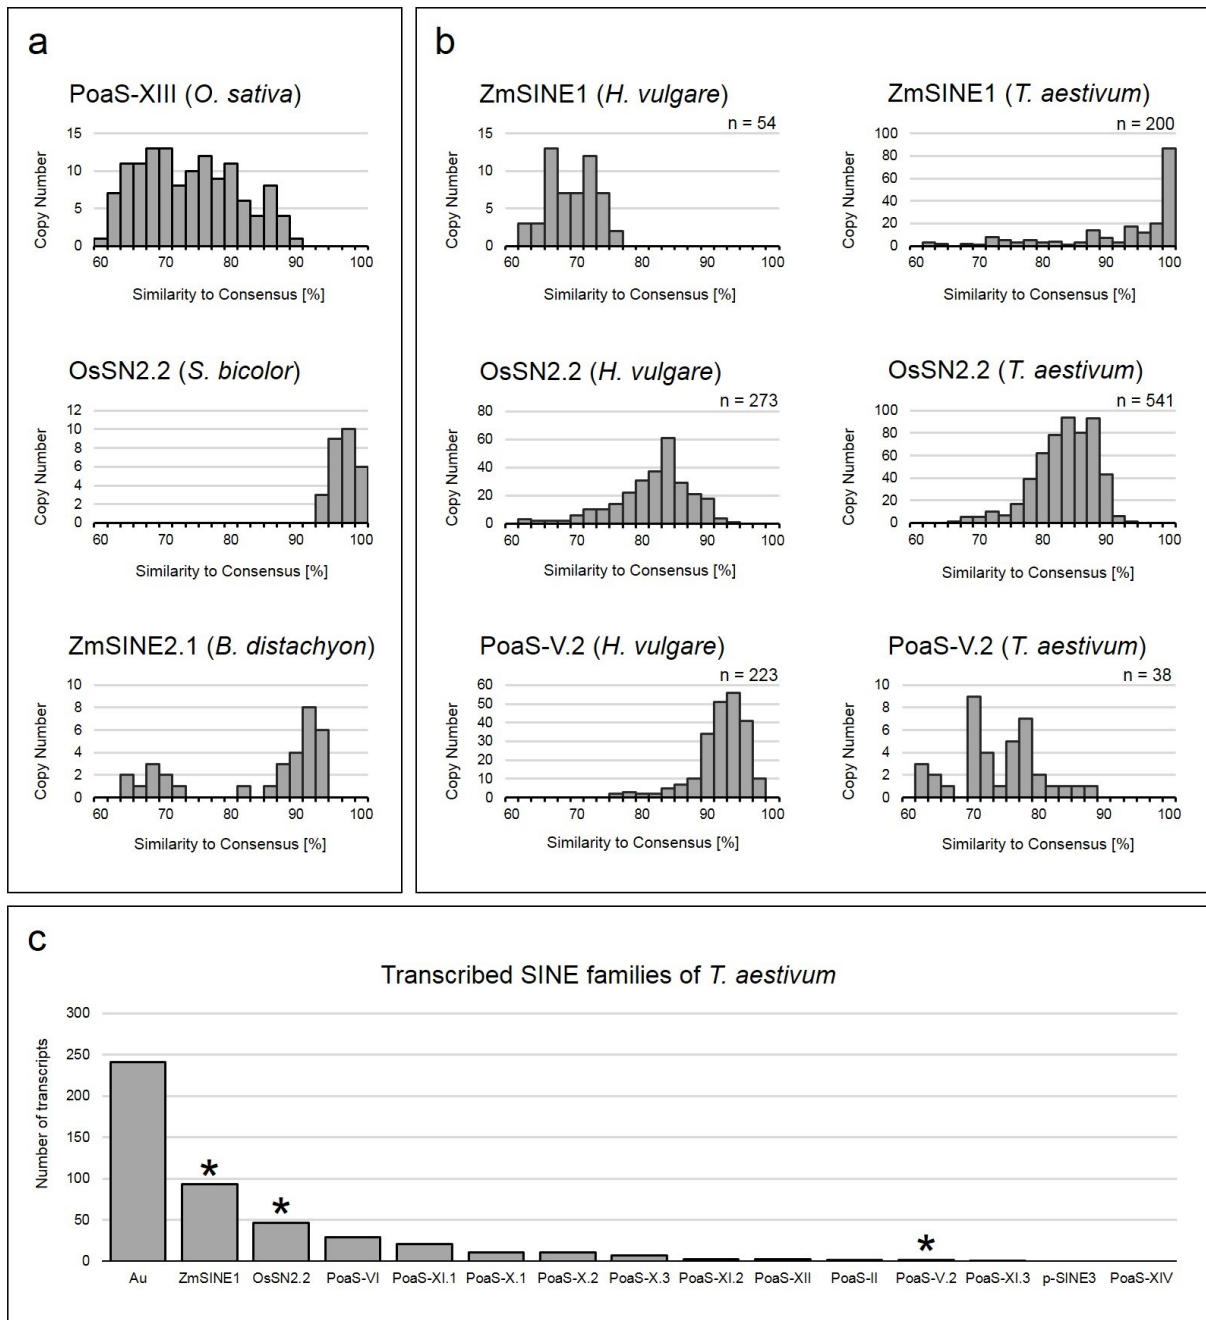 a
PoaS-XIII (O. sativa)
15
10
5
0
Copy Number
60 70 80 90 100
Similarity to Consensus [%]
OsSN2.2 (S. bicolor)
12
10
8
6
4
2
0
Copy Number
60 70 80 90 100
Similarity to Consensus [%]
ZmSINE2.1 (B. distachyon)
10
8
6
4
2
0
Copy Number
60 70 80 90 100
Similarity to Consensus [%]
b
ZmSINE1 (H. vulgare)
n = 54
15
10
5
0
Copy Number
60 70 80 90 100
Similarity to Consensus [%]
ZmSINE1 (T. aestivum)
n = 200
100
80
60
40
20
0
Copy Number
60 70 80 90 100
Similarity to Consensus [%]
OsSN2.2 (H. vulgare)
n = 273
80
60
40
20
0
Copy Number
60 70 80 90 100
Similarity to Consensus [%]
OsSN2.2 (T. aestivum)
n = 541
100
80
60
40
20
0
Copy Number
60 70 80 90 100
Similarity to Consensus [%]
PoaS-V.2 (H. vulgare)
n = 223
60
50
40
30
20
10
0
Copy Number
60 70 80 90 100
Similarity to Consensus [%]
PoaS-V.2 (T. aestivum)
n = 38
10
8
6
4
2
0
Copy Number
60 70 80 90 100
Similarity to Consensus [%]
c
Transcribed SINE families of T. aestivum
300
250
200
150
100
50
0
Number of transcripts
* * *
Au ZmSINE1 OsSN2.2 PoaS-VI PoaS-XI.1 PoaS-X.1 PoaS-X.2 PoaS-X.3 PoaS-XI.2 PoaS-XII PoaS-II PoaS-V.2 PoaS-XI.3 p-SINE3 PoaS-XIV